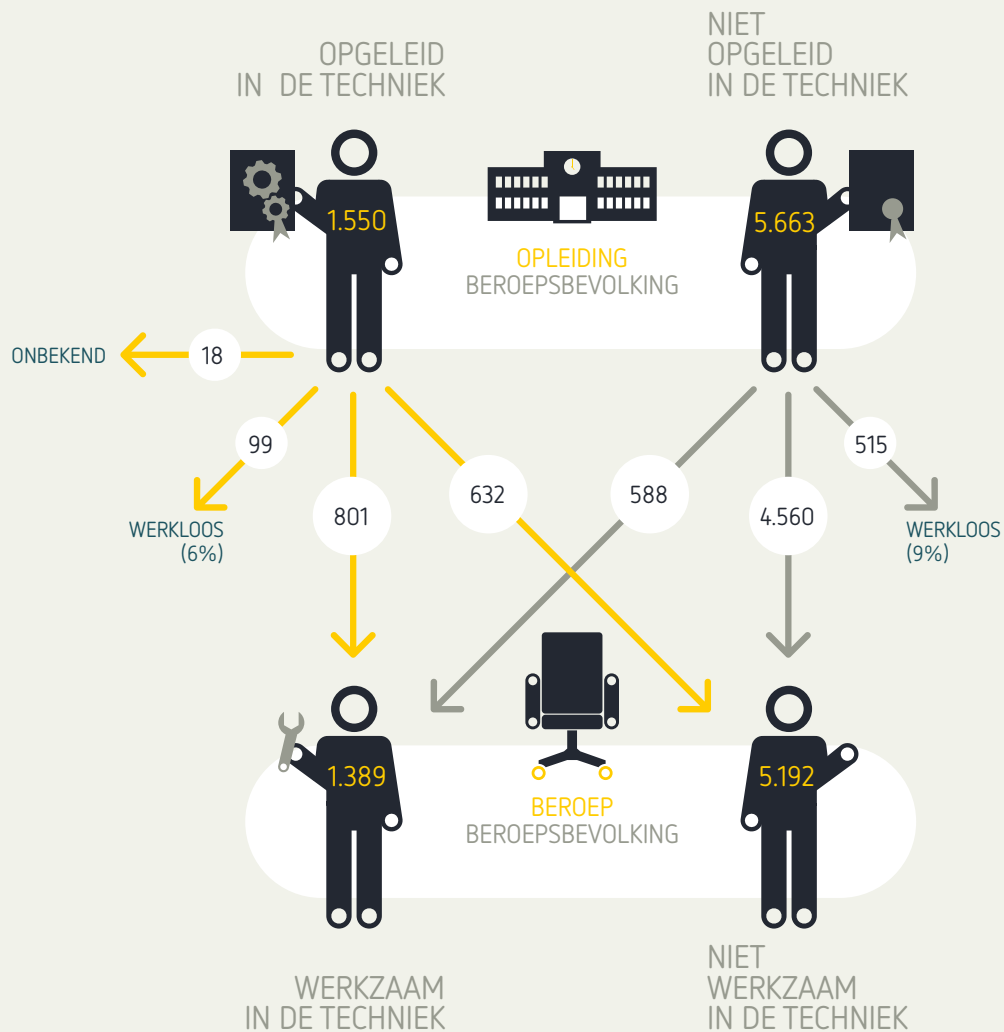 OPGELEID
IN DE TECHNIEK
NIET
OPGELEID
IN DE TECHNIEK
1.550
5.663
OPLEIDING
BEROEPSBEVOLKING
ONBEKEND
18
99
WERKLOOS
(6%)
801
632
588
4.560
515
WERKLOOS
(9%)
1.389
5.192
BEROEP
BEROEPSBEVOLKING
WERKZAAM
IN DE TECHNIEK
NIET
WERKZAAM
IN DE TECHNIEK